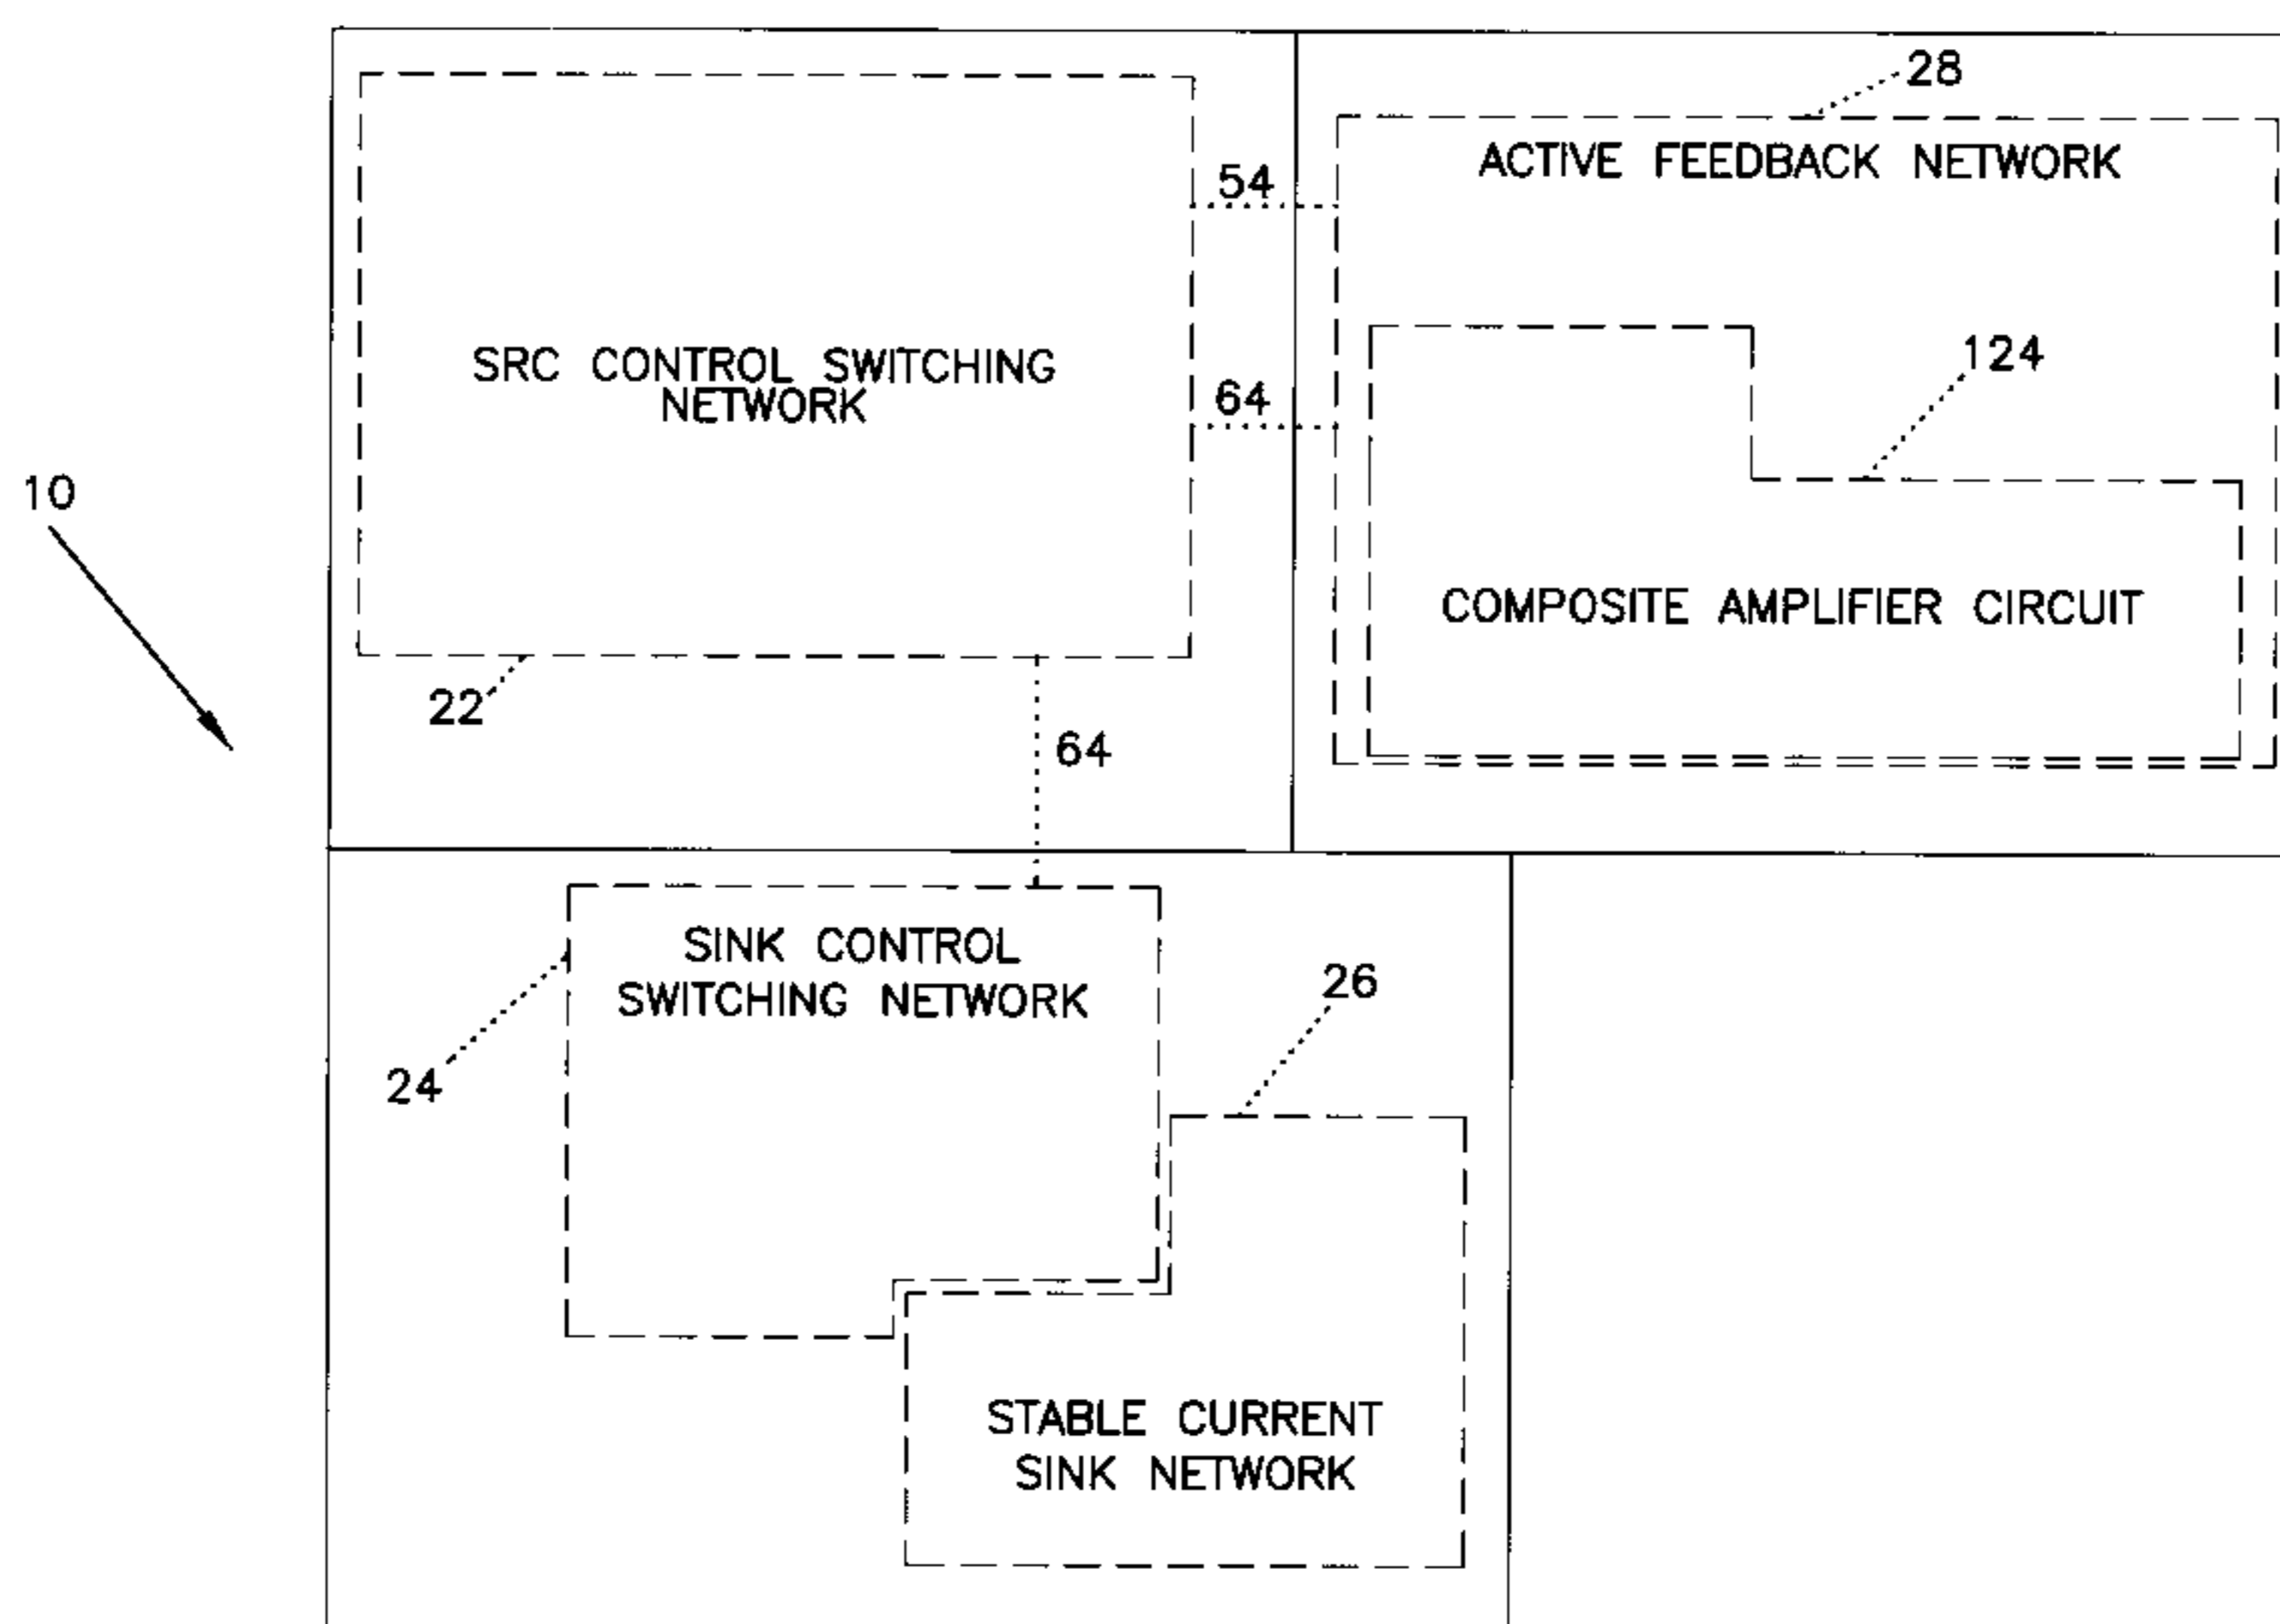 28
ACTIVE FEEDBACK NETWORK
54
SRC CONTROL SWITCHING
NETWORK
64
124
10
COMPOSITE AMPLIFIER CIRCUIT
22
64
SINK CONTROL
SWITCHING NETWORK
26
24
STABLE CURRENT
SINK NETWORK